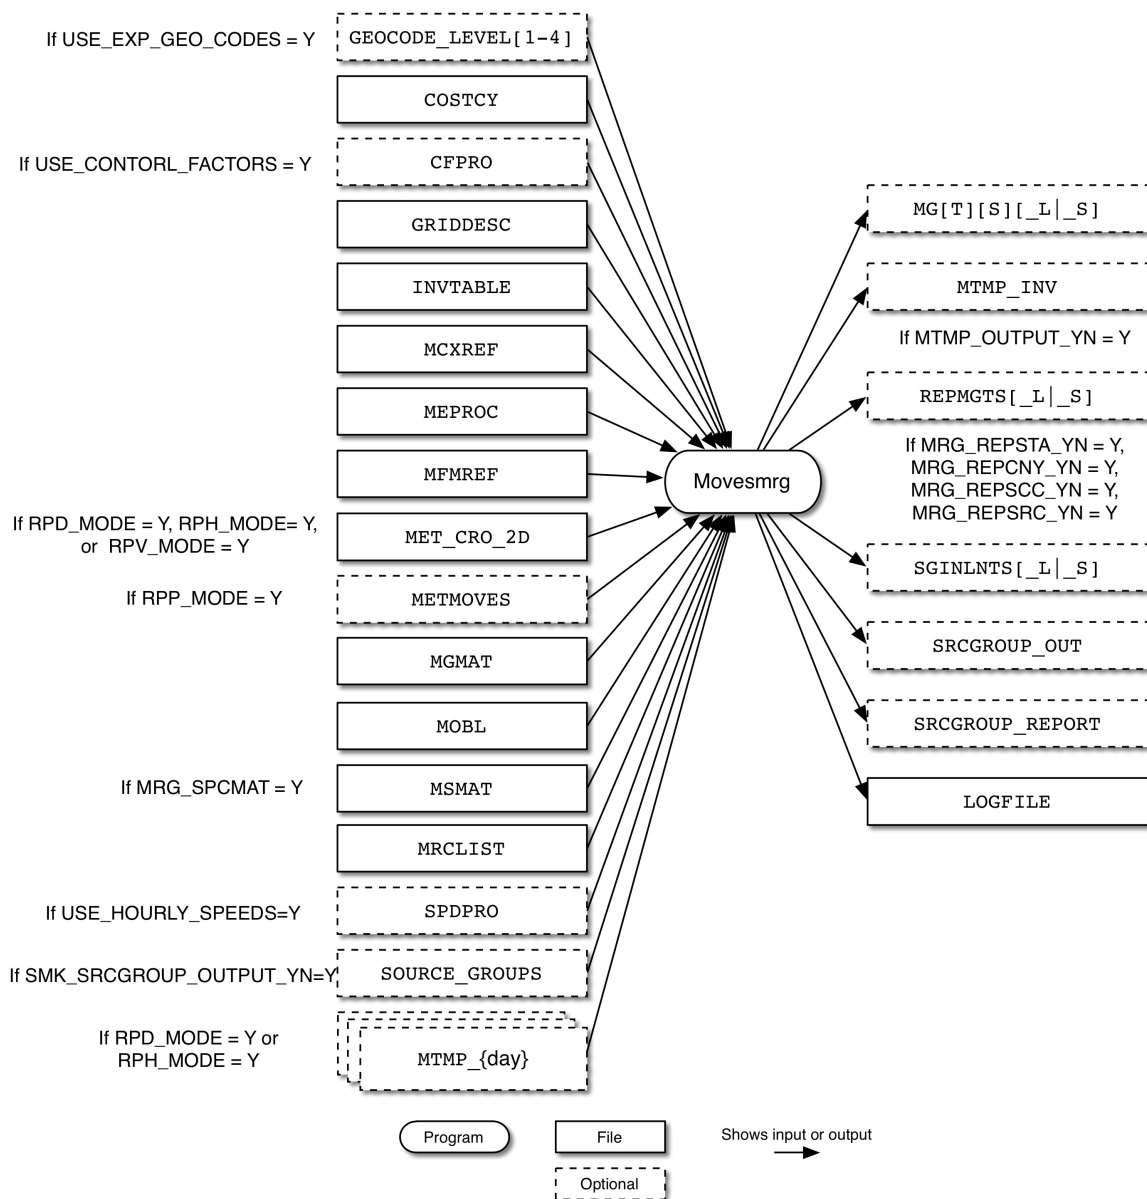 If USE_EXP_GEO_CODES = Y
GEOCODE_LEVEL[1-4]
COSTCY
If USE_CONTORL_FACTORS = Y
CFPRO
GRIDDESC
INVTABLE
MCXREF
MEPROC
MFMREF
If RPD_MODE = Y, RPH_MODE= Y,
or RPV_MODE = Y
MET_CRO_2D
If RPP_MODE = Y
METMOVES
MGMAT
MOBL
If MRG_SPCMAT = Y
MSMAT
MRCLIST
If USE_HOURLY_SPEEDS=Y
SPDPRO
If SMK_SRCGROUP_OUTPUT_YN=Y
SOURCE_GROUPS
If RPD_MODE = Y or
RPH_MODE = Y
MTMP_{day}
Movesmrg
MG[T][S][_L|_S]
MTMP_INV
If MTMP_OUTPUT_YN = Y
REPMGTS[_L|_S]
If MRG_REPSTA_YN = Y,
MRG_REPCNY_YN = Y,
MRG_REPSCC_YN = Y,
MRG_REPSRC_YN = Y
SGINLNTS[_L|_S]
SRCGROUP_OUT
SRCGROUP_REPORT
LOGFILE
Program
File
Shows input or output
Optional